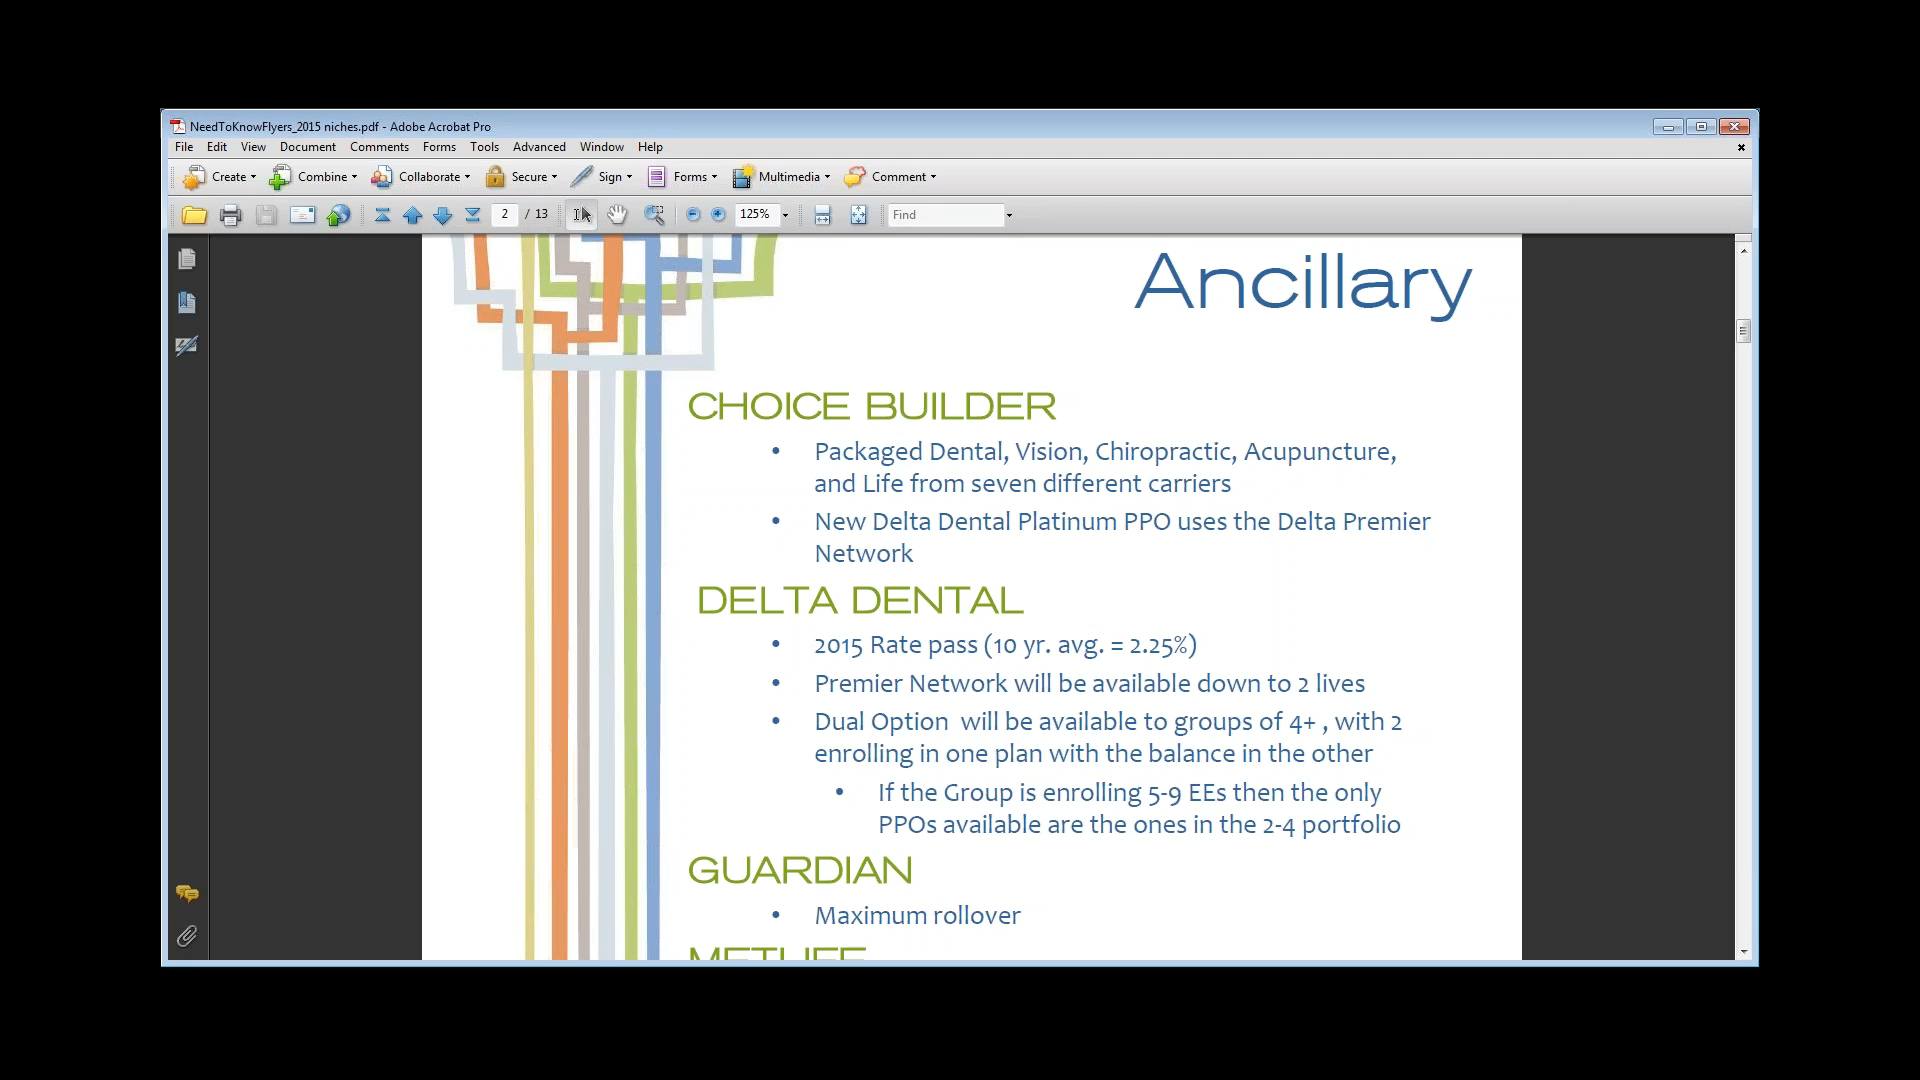 NeedToKnowFlyers_2015 niches.pdf - Adobe Acrobat Pro
File Edit View Document Comments Forms Tools Advanced Window Help
Create Combine Collaborate Secure Sign Forms Multimedia Comment
2 / 13 125% Find
Ancillary
CHOICE BUILDER
• Packaged Dental, Vision, Chiropractic, Acupuncture,
and Life from seven different carriers
• New Delta Dental Platinum PPO uses the Delta Premier
Network
DELTA DENTAL
• 2015 Rate pass (10 yr. avg. = 2.25%)
• Premier Network will be available down to 2 lives
• Dual Option will be available to groups of 4+ , with 2
enrolling in one plan with the balance in the other
• If the Group is enrolling 5-9 EEs then the only
PPOs available are the ones in the 2-4 portfolio
GUARDIAN
• Maximum rollover
METLIFE